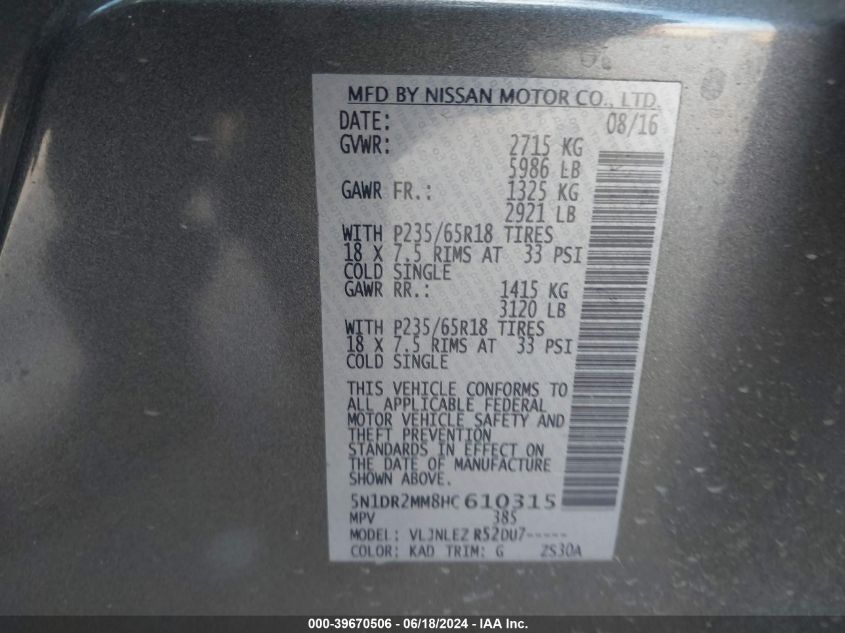 MFD BY NISSAN MOTOR CO., LTD.
DATE: 08/16
GVWR: 2715 KG
5986 LB
GAWR FR.: 1325 KG
2921 LB
WITH P235/65R18 TIRES
18 X 7.5 RIMS AT 33 PSI
COLD SINGLE
GAWR RR.: 1415 KG
3120 LB
WITH P235/65R18 TIRES
18 X 7.5 RIMS AT 33 PSI
COLD SINGLE
THIS VEHICLE CONFORMS TO
ALL APPLICABLE FEDERAL
MOTOR VEHICLE SAFETY AND
THEFT PREVENTION
STANDARDS IN EFFECT ON
THE DATE OF MANUFACTURE
SHOWN ABOVE.
5N1DR2MM8HC 610315
MPV 385
MODEL: VLJNLEZ R52DU7-----
COLOR: KAD TRIM: G ZS30A
000-39670506 - 06/18/2024 - IAA Inc.